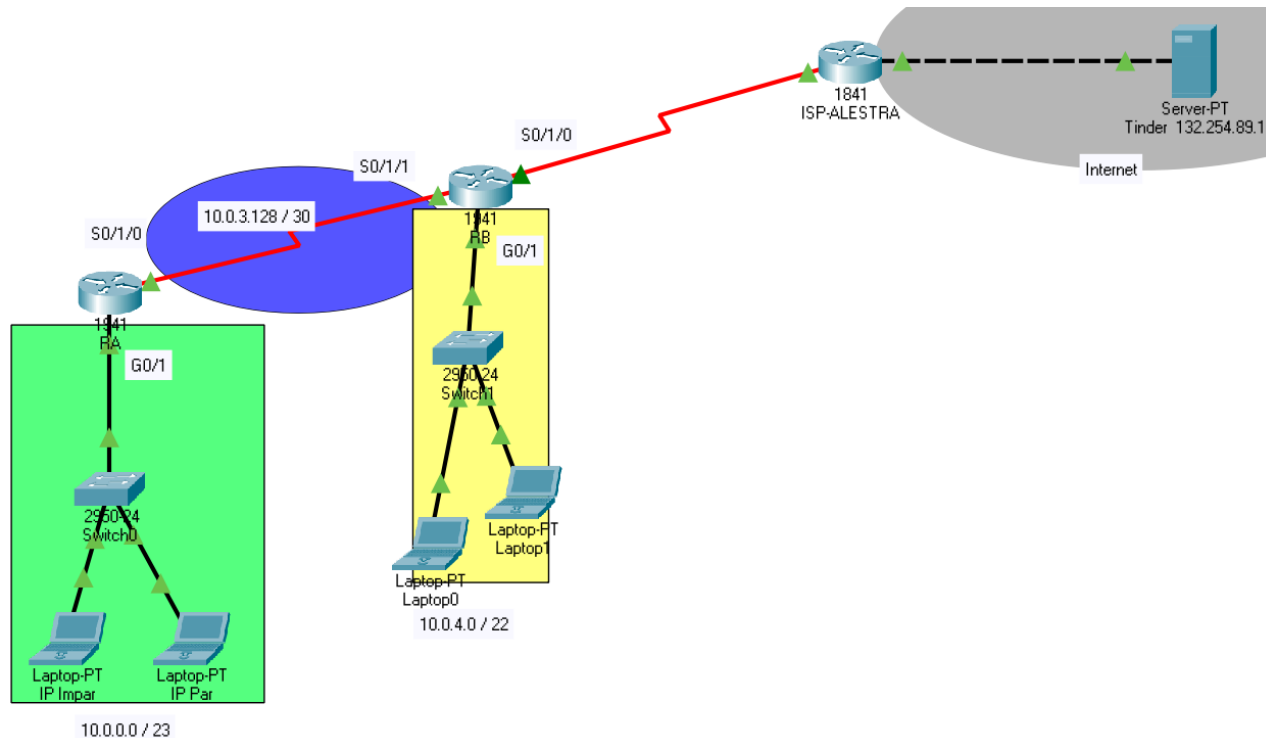 1841
ISP-ALESTRA
Server-PT
Tinder 132.254.89.1
Internet
S0/1/0
S0/1/1
10.0.3.128 / 30
S0/1/0
1941
RB
G0/1
1941
RA
G0/1
2950-24
Switch1
2950-24
Switch0
Laptop-PT
Laptop1
Laptop-PT
Laptop0
10.0.4.0 / 22
Laptop-PT
IP Impar
Laptop-PT
IP Par
10.0.0.0 / 23